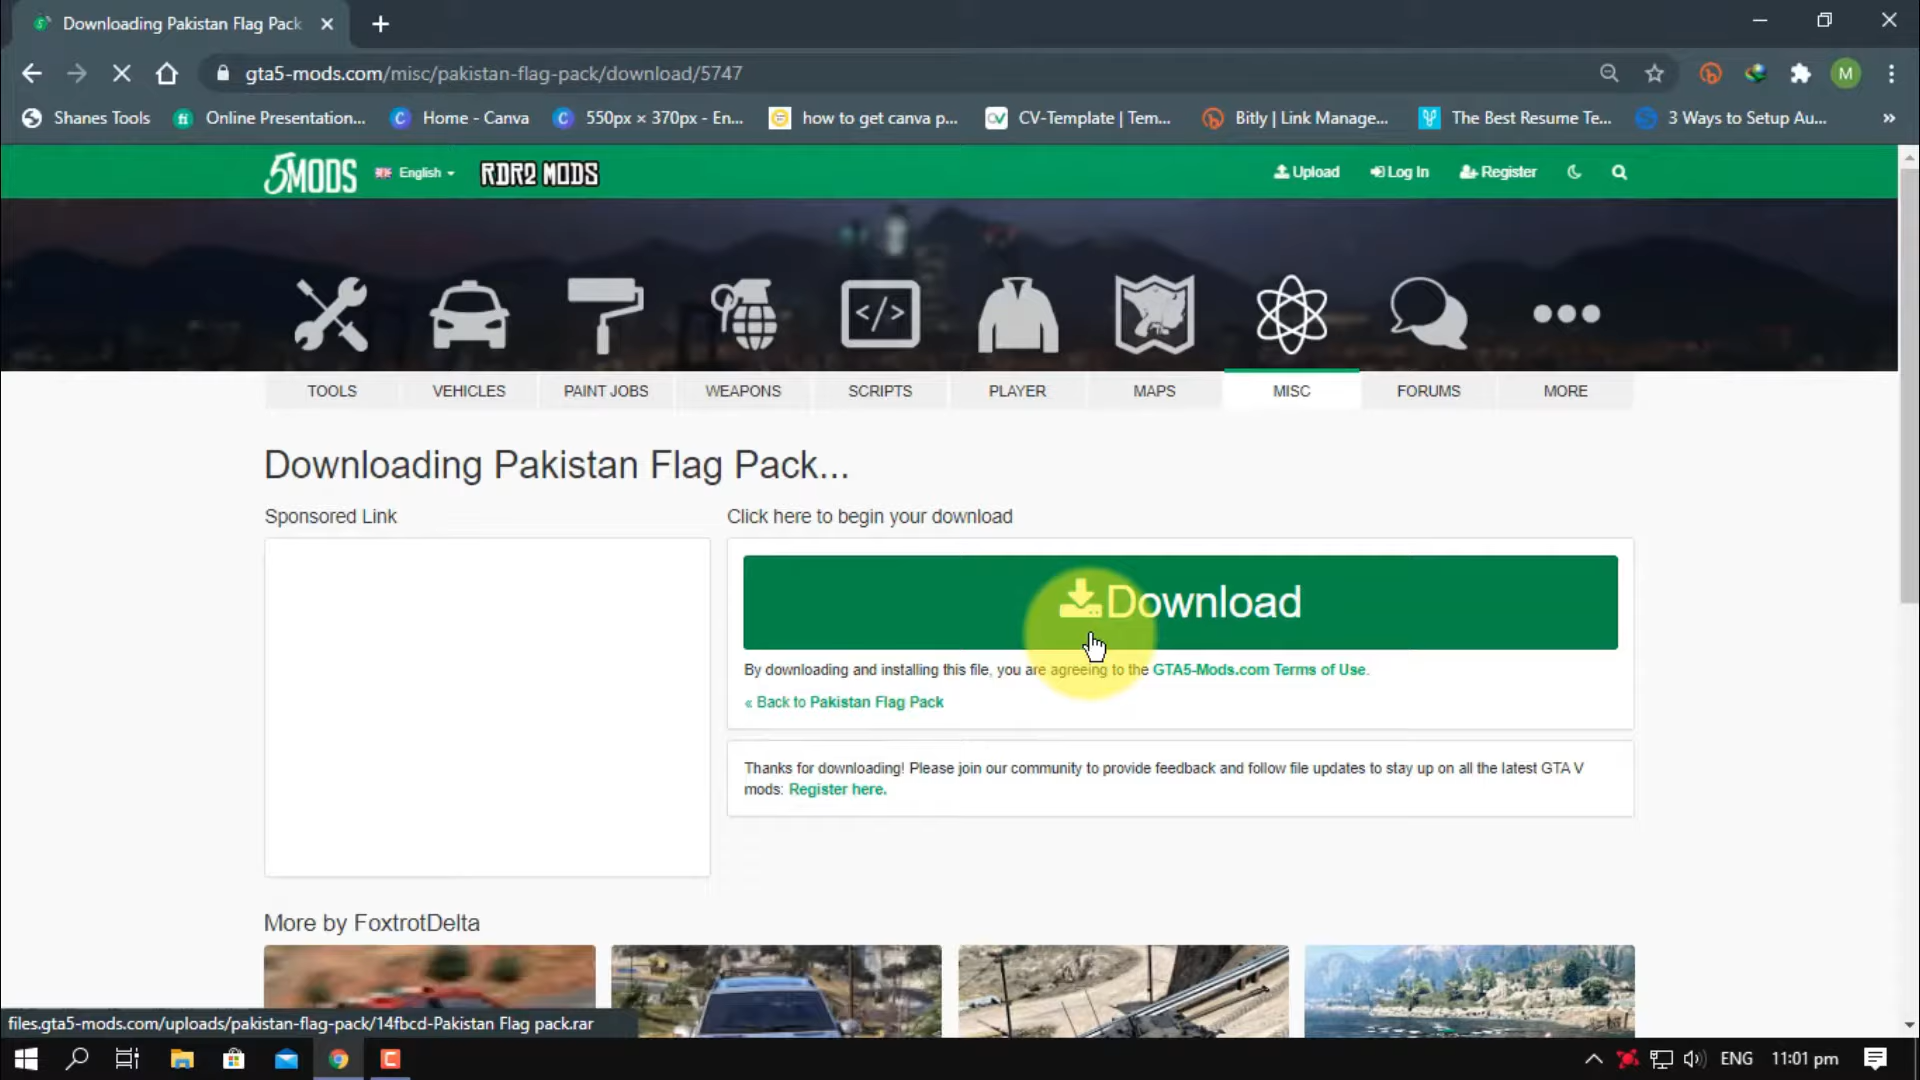 Downloading Pakistan Flag Pack
gta5-mods.com/misc/pakistan-flag-pack/download/5747
M
Shanes Tools
Online Presentation...
Home - Canva
550px × 370px - En...
how to get canva p...
CV-Template | Tem...
Bitly | Link Manage...
The Best Resume Te...
3 Ways to Setup Au...
5MODS
English
RDR2 MODS
Upload
Log In
Register
TOOLS
VEHICLES
PAINT JOBS
WEAPONS
SCRIPTS
PLAYER
MAPS
MISC
FORUMS
MORE
Downloading Pakistan Flag Pack...
Sponsored Link
Click here to begin your download
Download
By downloading and installing this file, you are agreeing to the GTA5-Mods.com Terms of Use.
« Back to Pakistan Flag Pack
Thanks for downloading! Please join our community to provide feedback and follow file updates to stay up on all the latest GTA V
mods: Register here.
More by FoxtrotDelta
files.gta5-mods.com/uploads/pakistan-flag-pack/14fbcd-Pakistan Flag pack.rar
ENG
11:01 pm